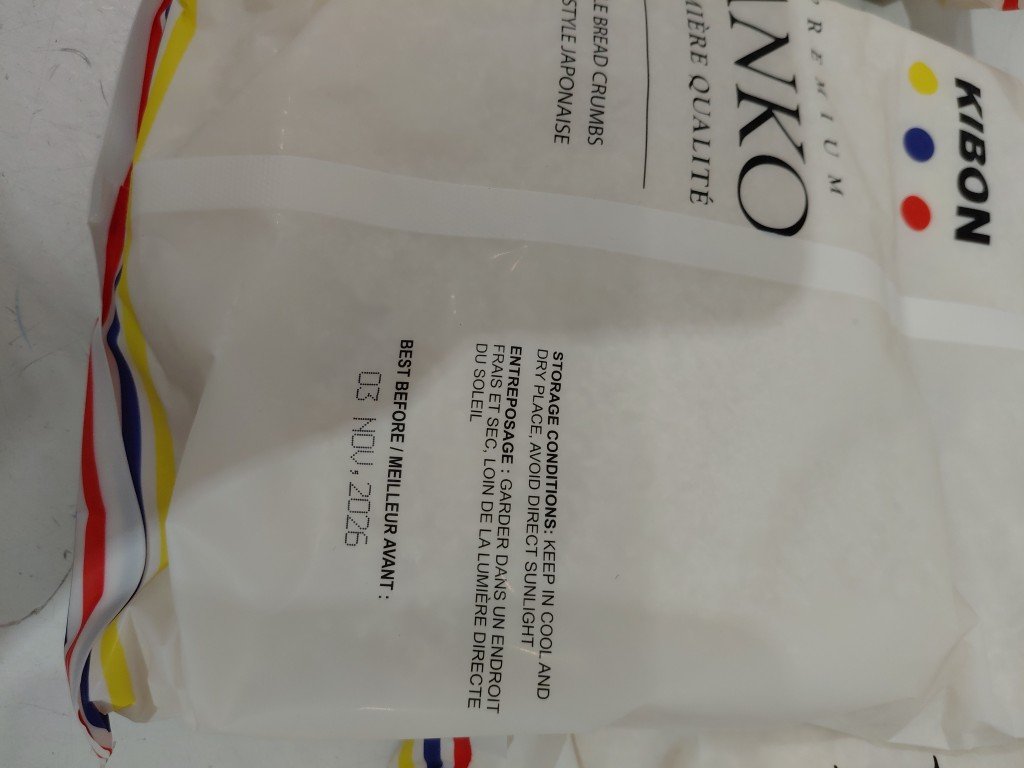 KIBON
PREMIUM
ANKO
MIÈRE QUALITÉ
E BREAD CRUMBS
STYLE JAPONAISE
STORAGE CONDITIONS: KEEP IN COOL AND
DRY PLACE, AVOID DIRECT SUNLIGHT
ENTREPOSAGE : GARDER DANS UN ENDROIT
FRAIS ET SEC, LOIN DE LA LUMIÈRE DIRECTE
DU SOLEIL
BEST BEFORE / MEILLEUR AVANT :
03 NOV, 2026